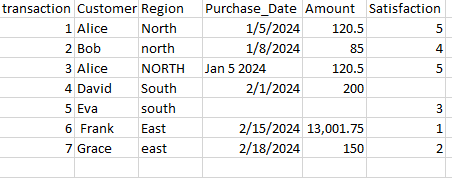 transaction Customer Region Purchase_Date Amount Satisfaction
1 Alice North 1/5/2024 120.5 5
2 Bob north 1/8/2024 85 4
3 Alice NORTH Jan 5 2024 120.5 5
4 David South 2/1/2024 200
5 Eva south 3
6 Frank East 2/15/2024 13,001.75 1
7 Grace east 2/18/2024 150 2